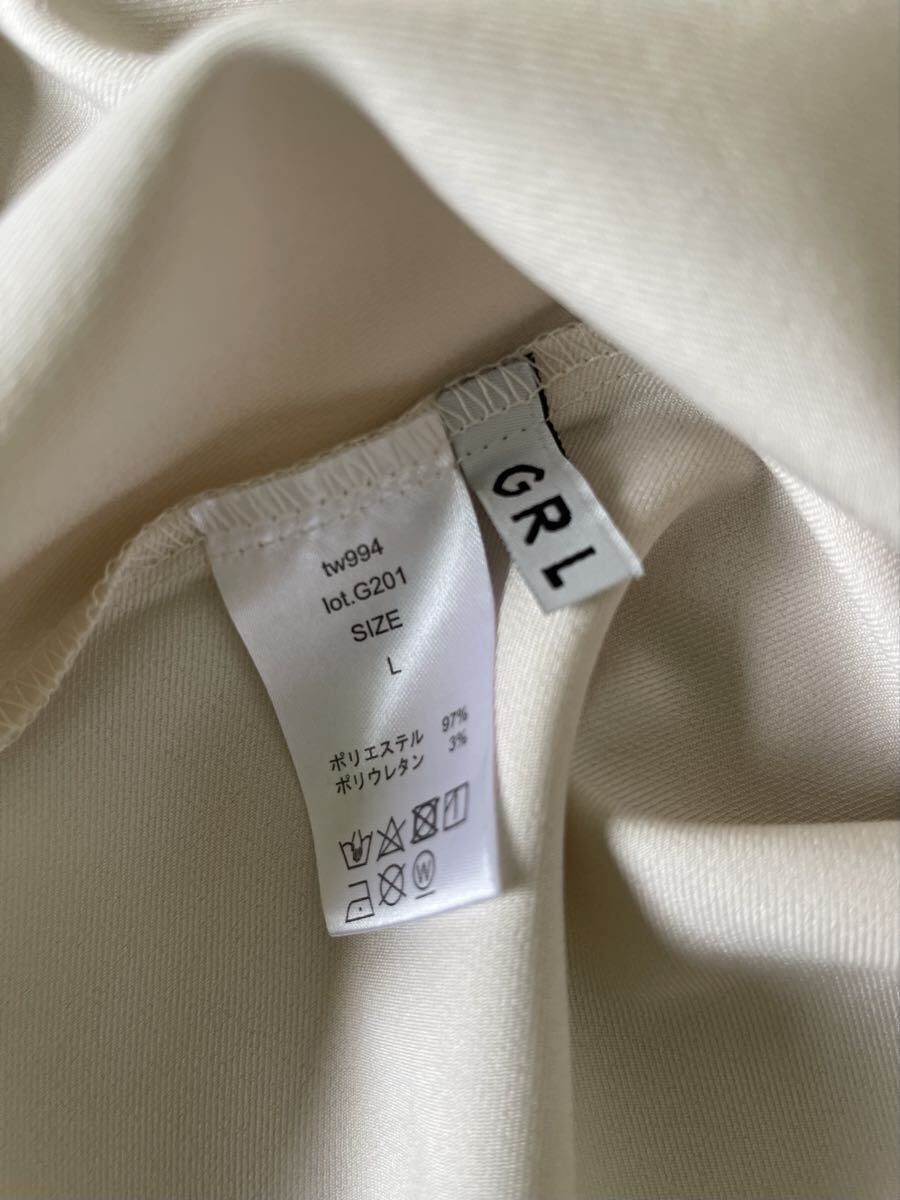 GRL
tw994
lot.G201
SIZE
L
ポリエステル 97%
ポリウレタン 3%
W